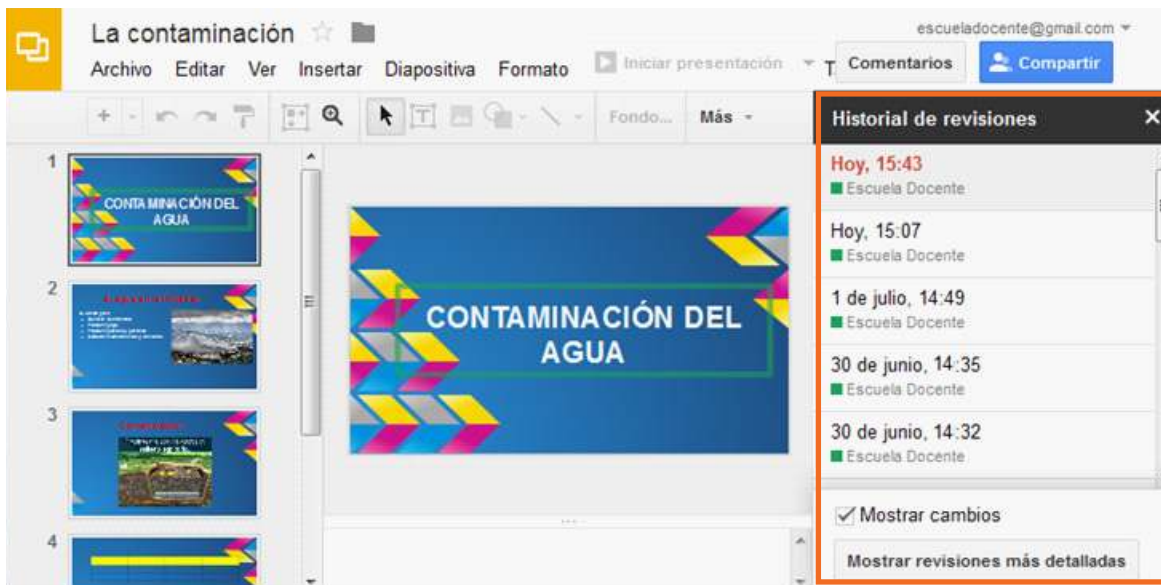 La contaminación
escueladocente@gmail.com
Archivo Editar Ver Insertar Diapositiva Formato Iniciar presentación T
Comentarios
Compartir
Fondo... Más
Historial de revisiones
1
CONTAMINACIÓN DEL
AGUA
2
3
4
CONTAMINACIÓN DEL
AGUA
Hoy, 15:43
Escuela Docente
Hoy, 15:07
Escuela Docente
1 de julio, 14:49
Escuela Docente
30 de junio, 14:35
Escuela Docente
30 de junio, 14:32
Escuela Docente
Mostrar cambios
Mostrar revisiones más detalladas